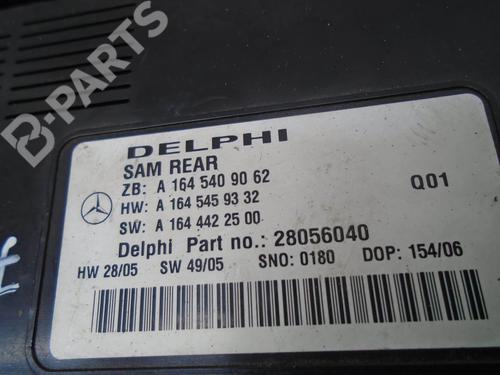 B-PARTS
DELPHI
SAM REAR
ZB: A 164 540 90 62
HW: A 164 545 93 32
SW: A 164 442 25 00
Q01
Delphi Part no.: 28056040
HW 28/05 SW 49/05 SNO: 0180 DOP: 154/06